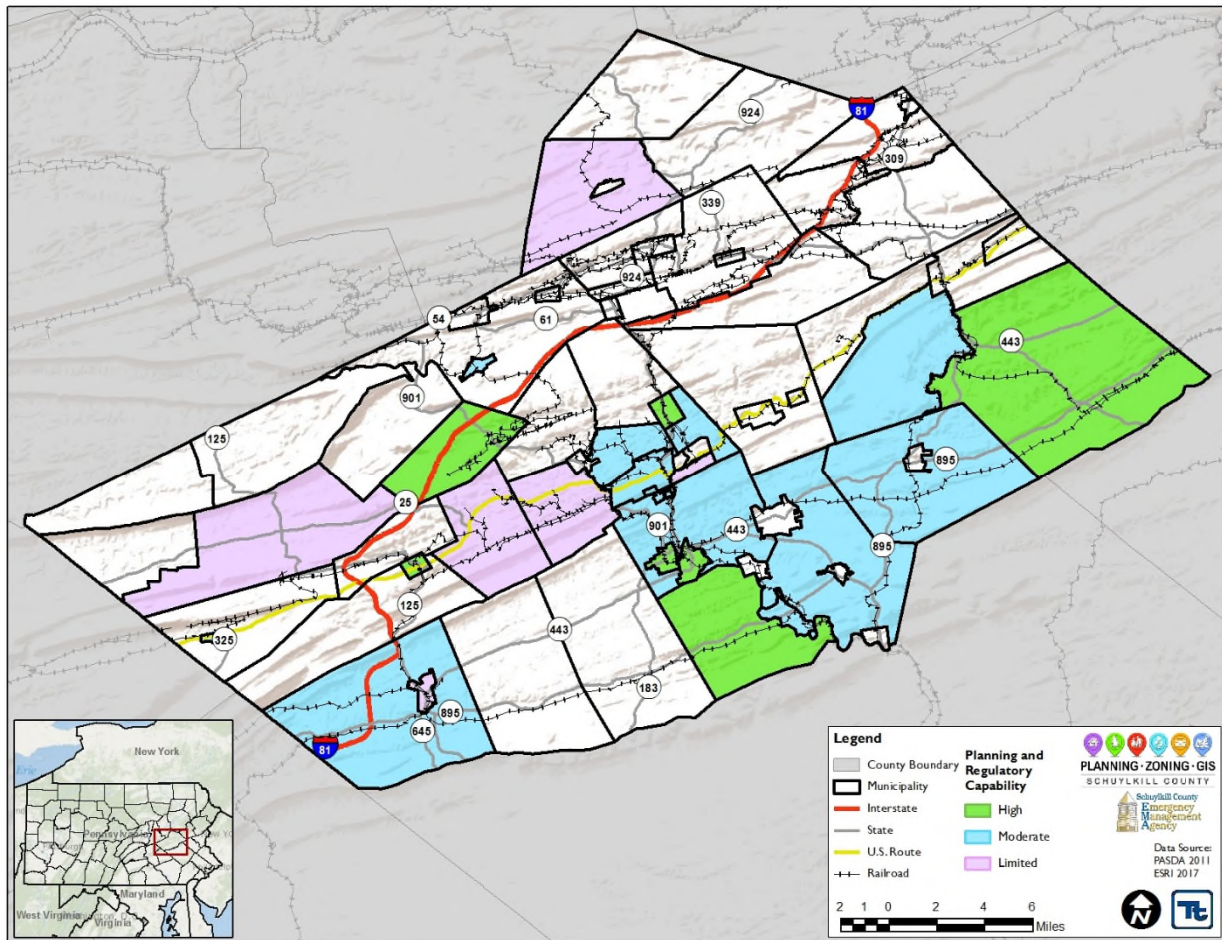 81
924
309
339
924
54
61
443
901
125
895
25
901
443
895
125
325
443
183
895
645
81
New York
Erie
Pennsylvania
Maryland
West Virginia
Virginia
Legend
County Boundary
Municipality
Interstate
State
U.S. Route
Railroad
Planning and
Regulatory
Capability
High
Moderate
Limited
PLANNING·ZONING·GIS
SCHUYLKILL COUNTY
Schuylkill County
Emergency
Management
Agency
Data Source:
PASDA 2011
ESRI 2017
2 1 0 2 4 6
Miles
N
Tt